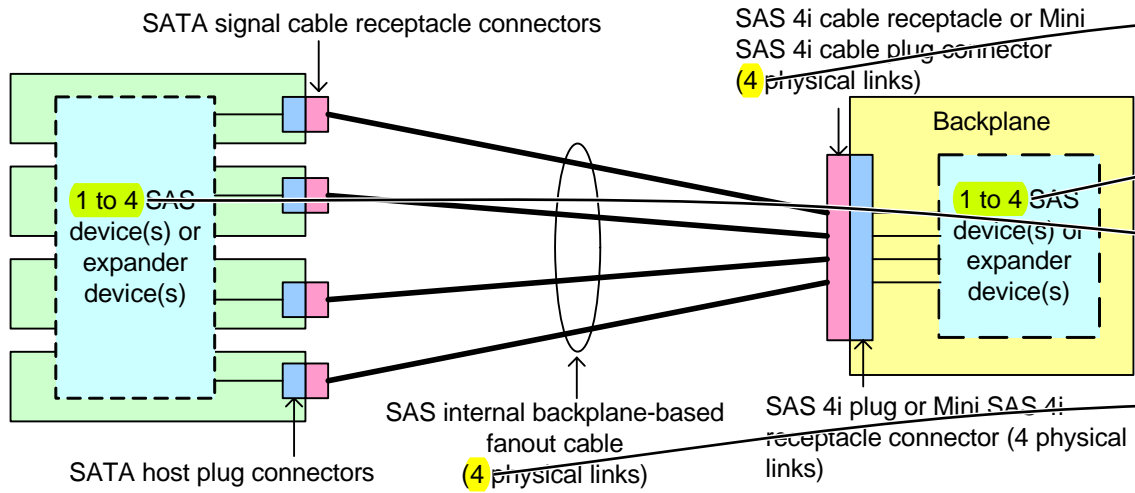 SATA signal cable receptacle connectors
SAS 4i cable receptacle or Mini
SAS 4i cable plug connector
(4 physical links)
Backplane
1 to 4 SAS
device(s) or
expander
device(s)
1 to 4 SAS
device(s) or
expander
device(s)
SAS internal backplane-based
fanout cable
(4 physical links)
SAS 4i plug or Mini SAS 4i
receptacle connector (4 physical
links)
SATA host plug connectors